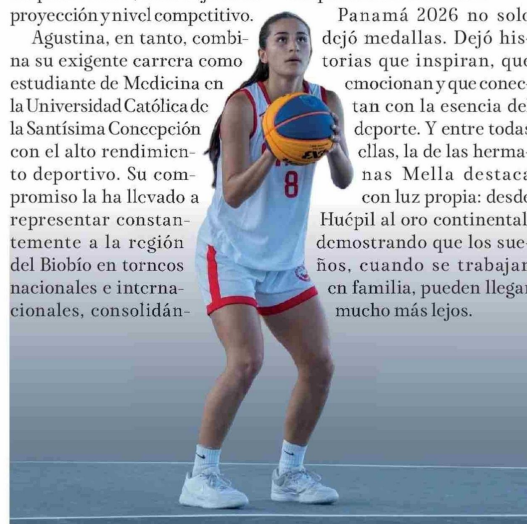 proyección y nivel competitivo.
Agustina, en tanto, combi-
na su exigente carrera como
estudiante de Medicina en
la Universidad Católica de
la Santísima Concepción
con el alto rendimien-
to deportivo. Su com-
promiso la ha llevado a
representar constan-
temente a la región
del Biobío en torneos
nacionales e interna-
cionales, consolidán-
Panamá 2026 no solo
dejó medallas. Dejó his-
torias que inspiran, que
emocionan y que conec-
tan con la esencia de
deporte. Y entre todas
ellas, la de las herma-
nas Mella destaca
con luz propia: desde
Huépil al oro continental
demostrando que los sue-
ños, cuando se trabajan
en familia, pueden llegar
mucho más lejos.
8